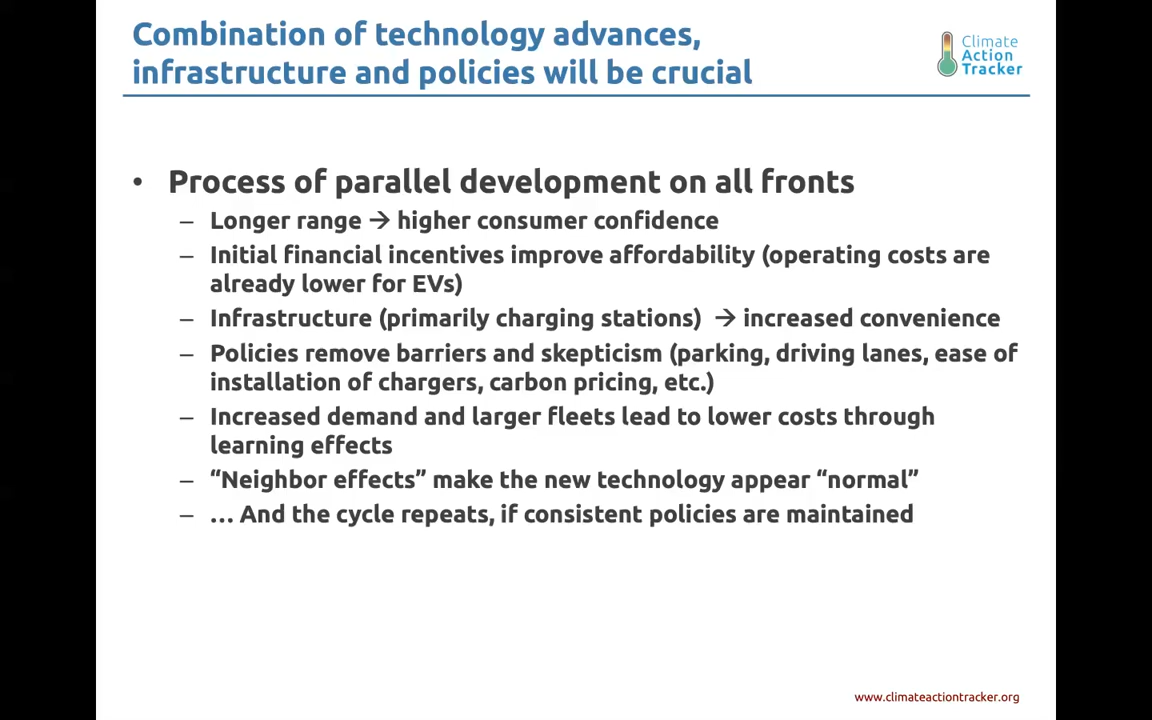 Combination of technology advances,
infrastructure and policies will be crucial
Climate
Action
Tracker
• Process of parallel development on all fronts
– Longer range → higher consumer confidence
– Initial financial incentives improve affordability (operating costs are
already lower for EVs)
– Infrastructure (primarily charging stations) → increased convenience
– Policies remove barriers and skepticism (parking, driving lanes, ease of
installation of chargers, carbon pricing, etc.)
– Increased demand and larger fleets lead to lower costs through
learning effects
– “Neighbor effects” make the new technology appear “normal”
– … And the cycle repeats, if consistent policies are maintained
www.climateactiontracker.org